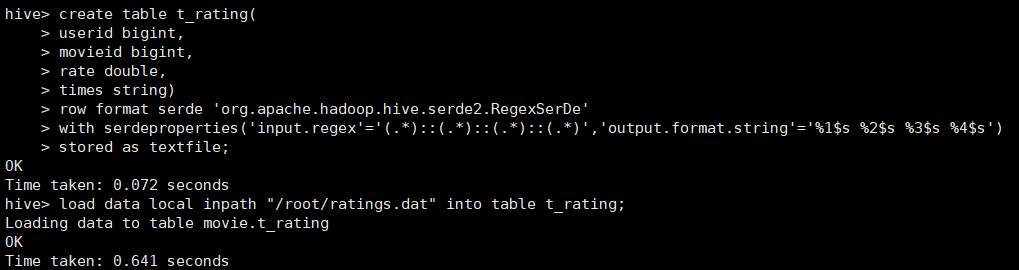 hive> create table t_rating(
    > userid bigint,
    > movieid bigint,
    > rate double,
    > times string)
    > row format serde 'org.apache.hadoop.hive.serde2.RegexSerDe'
    > with serdeproperties('input.regex'='(.*)::(.*)::(.*)::(.*)','output.format.string'='%1$s %2$s %3$s %4$s')
    > stored as textfile;
OK
Time taken: 0.072 seconds
hive> load data local inpath "/root/ratings.dat" into table t_rating;
Loading data to table movie.t_rating
OK
Time taken: 0.641 seconds